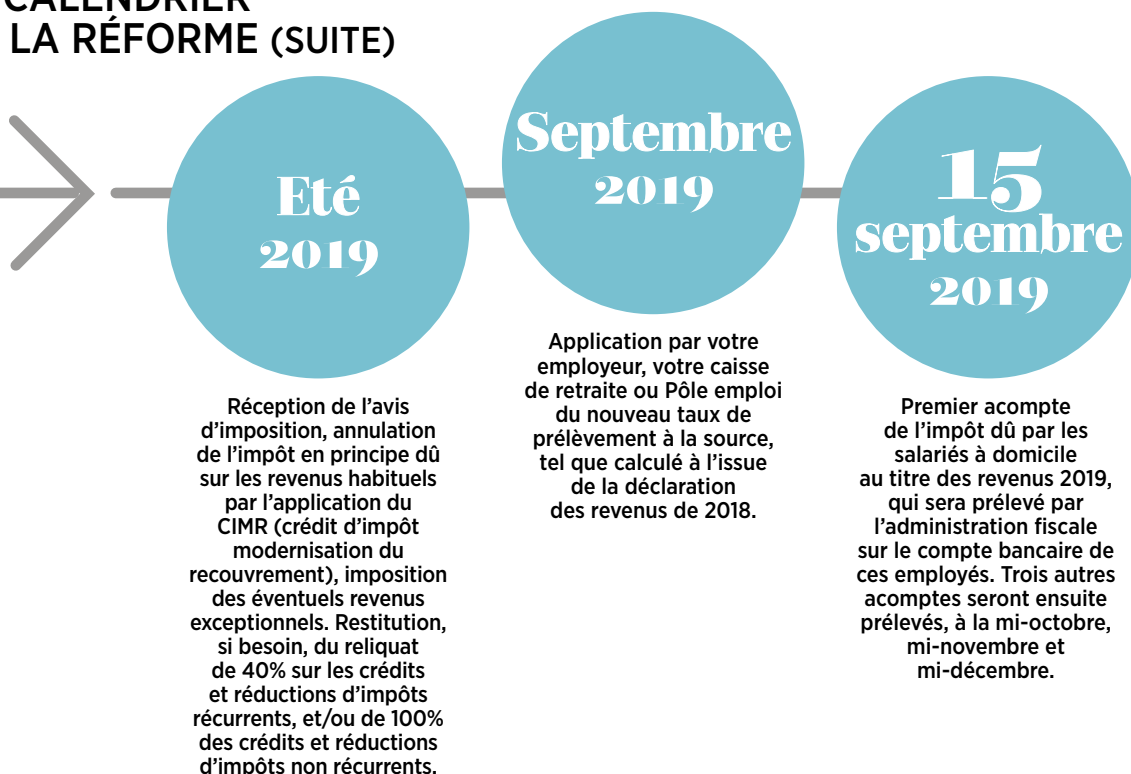 CALENDRIER
LA RÉFORME (SUITE)
Eté
2019
Réception de l’avis
d’imposition, annulation
de l’impôt en principe dû
sur les revenus habituels
par l’application du
CIMR (crédit d’impôt
modernisation du
recouvrement), imposition
des éventuels revenus
exceptionnels. Restitution,
si besoin, du reliquat
de 40% sur les crédits
et réductions d’impôts
récurrents, et/ou de 100%
des crédits et réductions
d’impôts non récurrents.
Septembre
2019
Application par votre
employeur, votre caisse
de retraite ou Pôle emploi
du nouveau taux de
prélèvement à la source,
tel que calculé à l’issue
de la déclaration
des revenus de 2018.
15
septembre
2019
Premier acompte
de l’impôt dû par les
salariés à domicile
au titre des revenus 2019,
qui sera prélevé par
l’administration fiscale
sur le compte bancaire de
ces employés. Trois autres
acomptes seront ensuite
prélevés, à la mi-octobre,
mi-novembre et
mi-décembre.